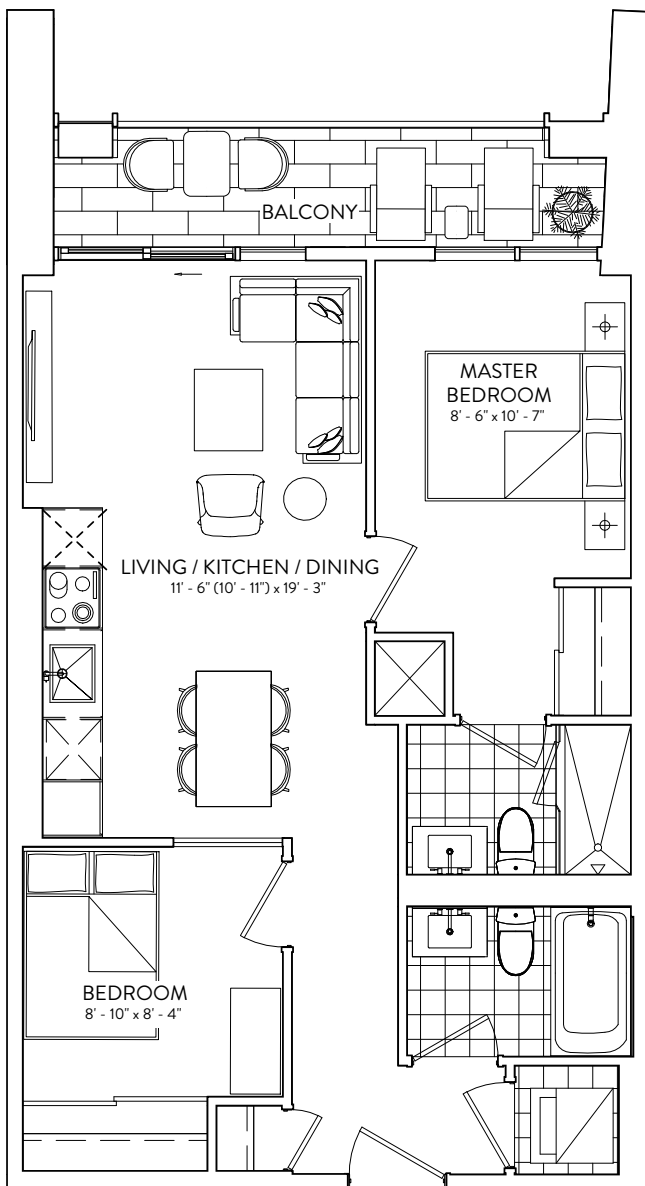 BALCONY
MASTER
BEDROOM
8' - 6" x 10' - 7"
LIVING / KITCHEN / DINING
11' - 6" (10' - 11") x 19' - 3"
BEDROOM
8' - 10" x 8' - 4"